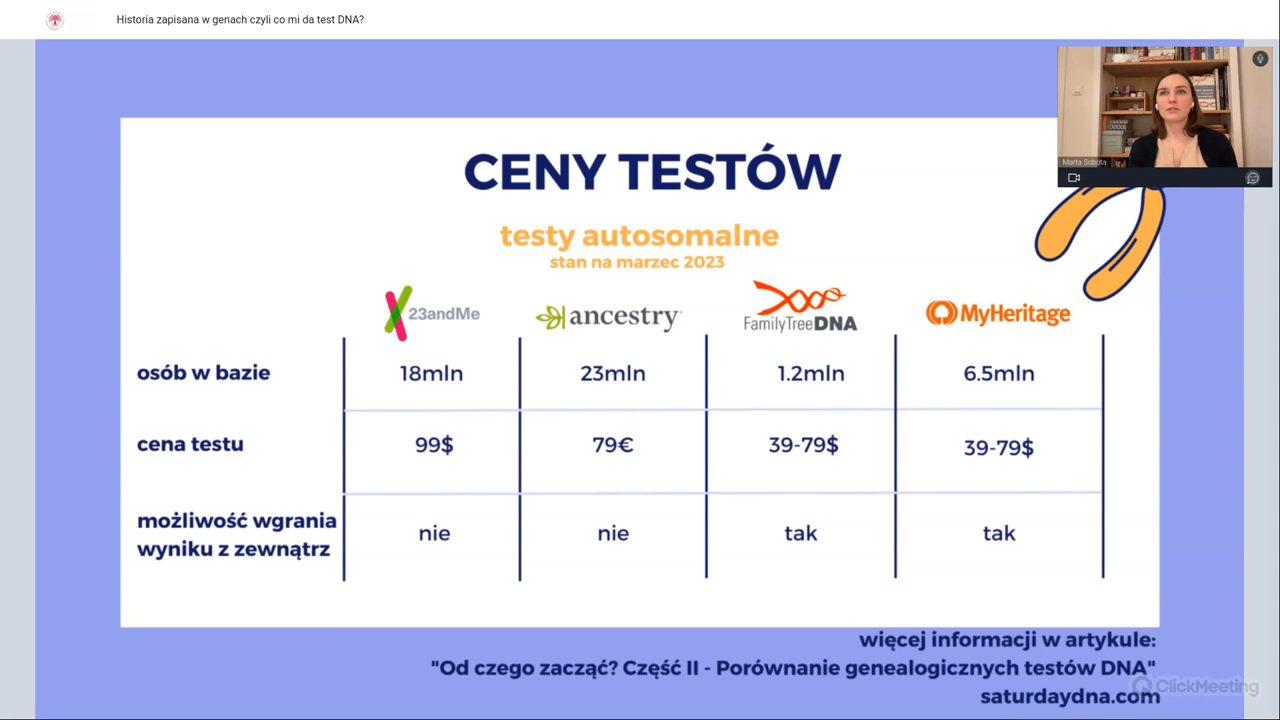 Historia zapisana w genach czyli co mi da test DNA?
Marta Sobota
CENY TESTÓW
testy autosomalne
stan na marzec 2023
23andMe ancestry FamilyTreeDNA MyHeritage
osób w bazie 18mln 23mln 1.2mln 6.5mln
cena testu 99$ 79€ 39-79$ 39-79$
możliwość wgrania
wyniku z zewnątrz nie nie tak tak
więcej informacji w artykule:
"Od czego zacząć? Część II - Porównanie genealogicznych testów DNA"
ClickMeeting
saturdaydna.com